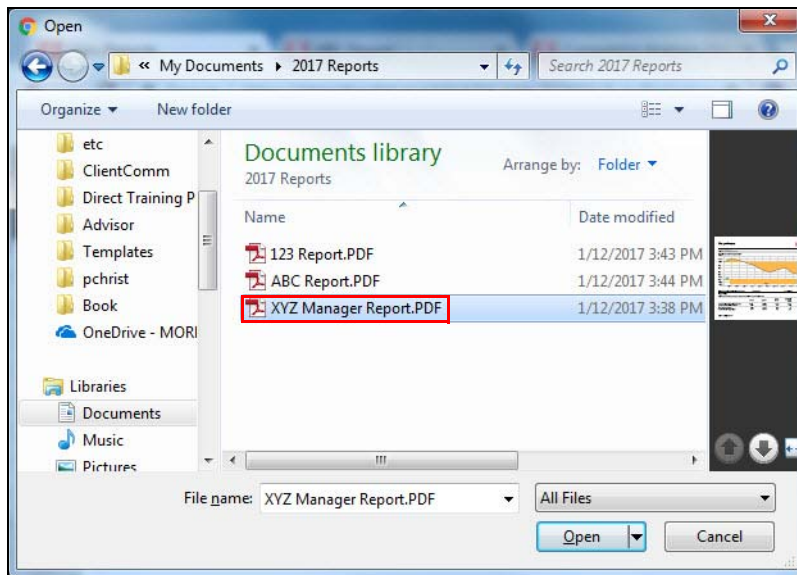 Open
« My Documents ▸ 2017 Reports
Search 2017 Reports
Organize
New folder
etc
ClientComm
Direct Training P
Advisor
Templates
pchrist
Book
OneDrive - MORI
Libraries
Documents
Music
Pictures
Documents library
2017 Reports
Arrange by: Folder
Name Date modified
123 Report.PDF 1/12/2017 3:43 PM
ABC Report.PDF 1/12/2017 3:44 PM
XYZ Manager Report.PDF 1/12/2017 3:38 PM
File name: XYZ Manager Report.PDF
All Files
Open
Cancel